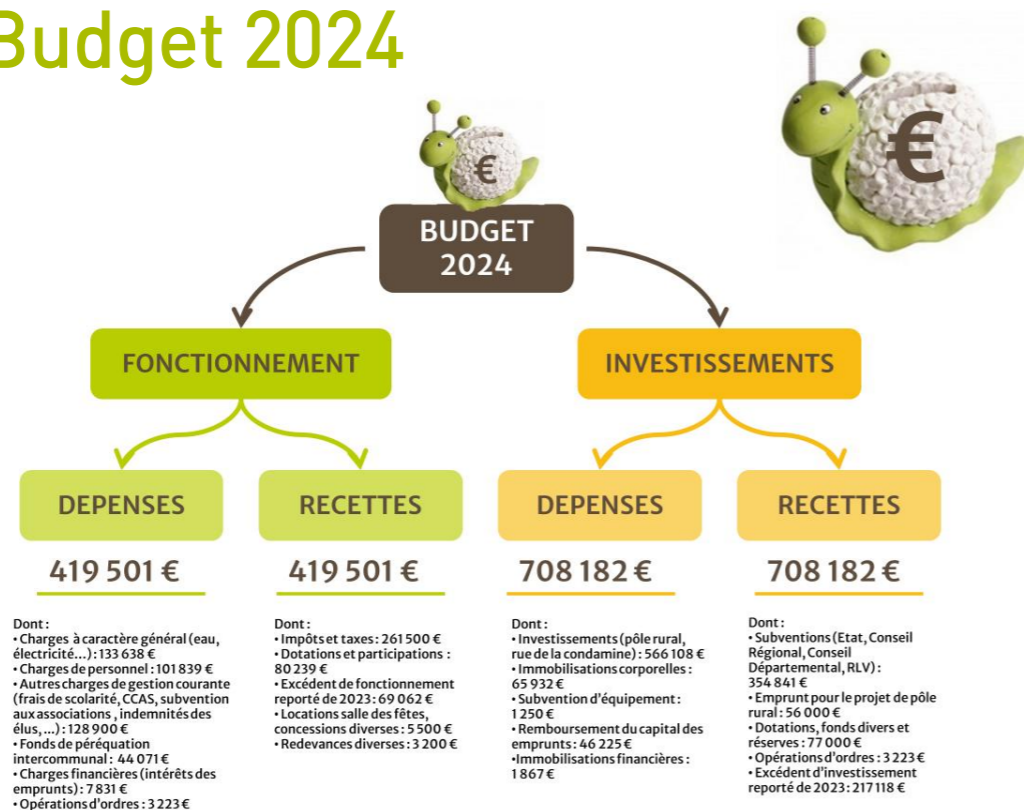 Budget 2024
€
€
BUDGET
2024
FONCTIONNEMENT
INVESTISSEMENTS
DEPENSES
RECETTES
DEPENSES
RECETTES
419 501 €
419 501 €
708 182 €
708 182 €
Dont :
• Charges à caractère général (eau,
électricité…) : 133 638 €
• Charges de personnel : 101 839 €
• Autres charges de gestion courante
(frais de scolarité, CCAS, subvention
aux associations , indemnités des
élus, …) : 128 900 €
• Fonds de péréquation
intercommunal : 44 071 €
• Charges financières (intérêts des
emprunts) : 7 831 €
• Opérations d'ordres : 3 223 €
Dont :
• Impôts et taxes : 261 500 €
• Dotations et participations :
80 239 €
• Excédent de fonctionnement
reporté de 2023 : 69 062 €
• Locations salle des fêtes,
concessions diverses : 5 500 €
• Redevances diverses : 3 200 €
Dont :
• Investissements (pôle rural,
rue de la condamine) : 566 108 €
• Immobilisations corporelles :
65 932 €
• Subvention d'équipement :
1 250 €
• Remboursement du capital des
emprunts : 46 225 €
•Immobilisations financières :
1 867 €
Dont :
• Subventions (Etat, Conseil
Régional, Conseil
Départemental, RLV) :
354 841 €
• Emprunt pour le projet de pôle
rural : 56 000 €
• Dotations, fonds divers et
réserves : 77 000 €
• Opérations d'ordres : 3 223 €
• Excédent d'investissement
reporté de 2023 : 217 118 €